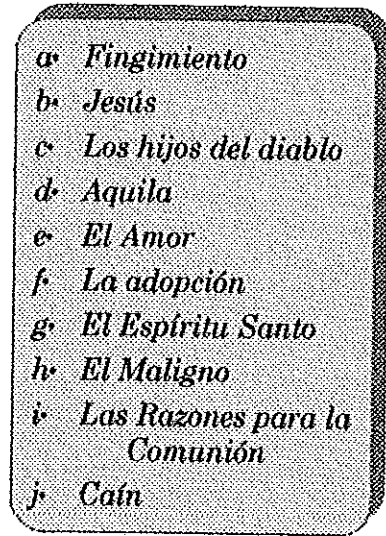 a· Fingimiento
b· Jesús
c· Los hijos del diablo
d· Aquila
e· El Amor
f· La adopción
g· El Espíritu Santo
h· El Maligno
i· Las Razones para la
Comunión
j· Caín